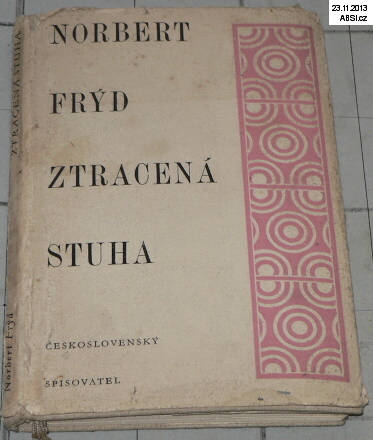 23.11.2013
ABSI.cz
NORBERT
FRÝD
ZTRACENÁ
STUHA
ČESKOSLOVENSKÝ
SPISOVATEL
ZTRACENÁ STUHA
Norbert Frýd